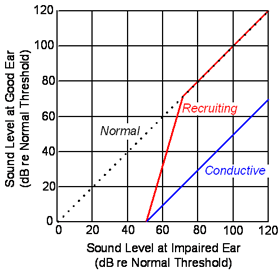 120
100
80
60
40
20
0
Sound Level at Good Ear
(dB re Normal Threshold)
Normal
Recruiting
Conductive
0 20 40 60 80 100 120
Sound Level at Impaired Ear
(dB re Normal Threshold)